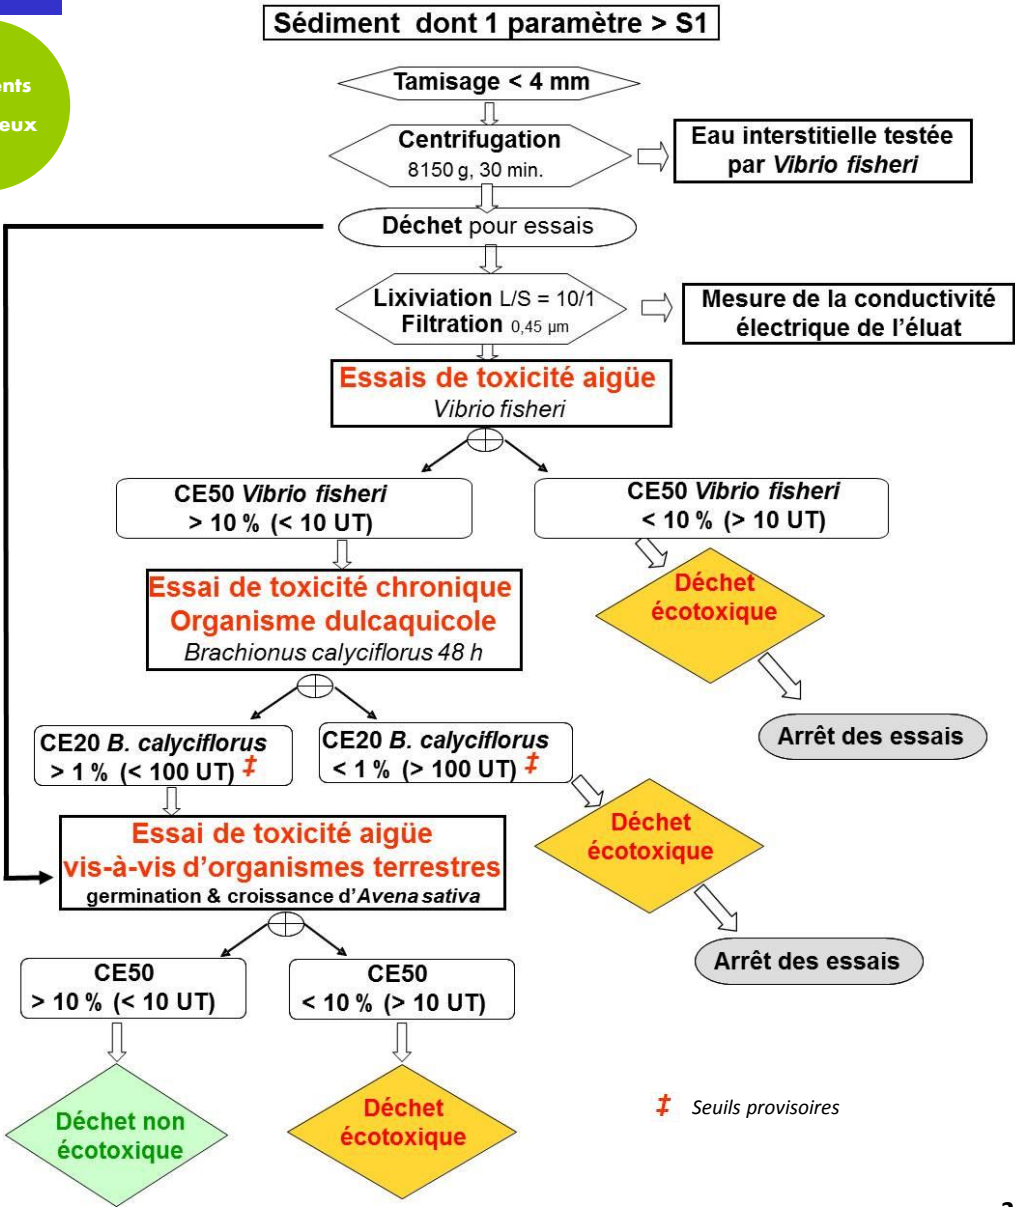 Sédiment dont 1 paramètre > S1
Tamisage < 4 mm
Centrifugation
8150 g, 30 min.
Eau interstitielle testée
par Vibrio fisheri
Déchet pour essais
Lixiviation L/S = 10/1
Filtration 0,45 µm
Mesure de la conductivité
électrique de l'éluat
Essais de toxicité aigüe
Vibrio fisheri
CE50 Vibrio fisheri
> 10 % (< 10 UT)
CE50 Vibrio fisheri
< 10 % (> 10 UT)
Essai de toxicité chronique
Organisme dulcaquicole
Brachionus calyciflorus 48 h
Déchet
écotoxique
Arrêt des essais
CE20 B. calyciflorus
> 1 % (< 100 UT) ‡
CE20 B. calyciflorus
< 1 % (> 100 UT) ‡
Essai de toxicité aigüe
vis-à-vis d'organismes terrestres
germination & croissance d'Avena sativa
Déchet
écotoxique
Arrêt des essais
CE50
> 10 % (< 10 UT)
CE50
< 10 % (> 10 UT)
Déchet non
écotoxique
Déchet
écotoxique
‡ Seuils provisoires